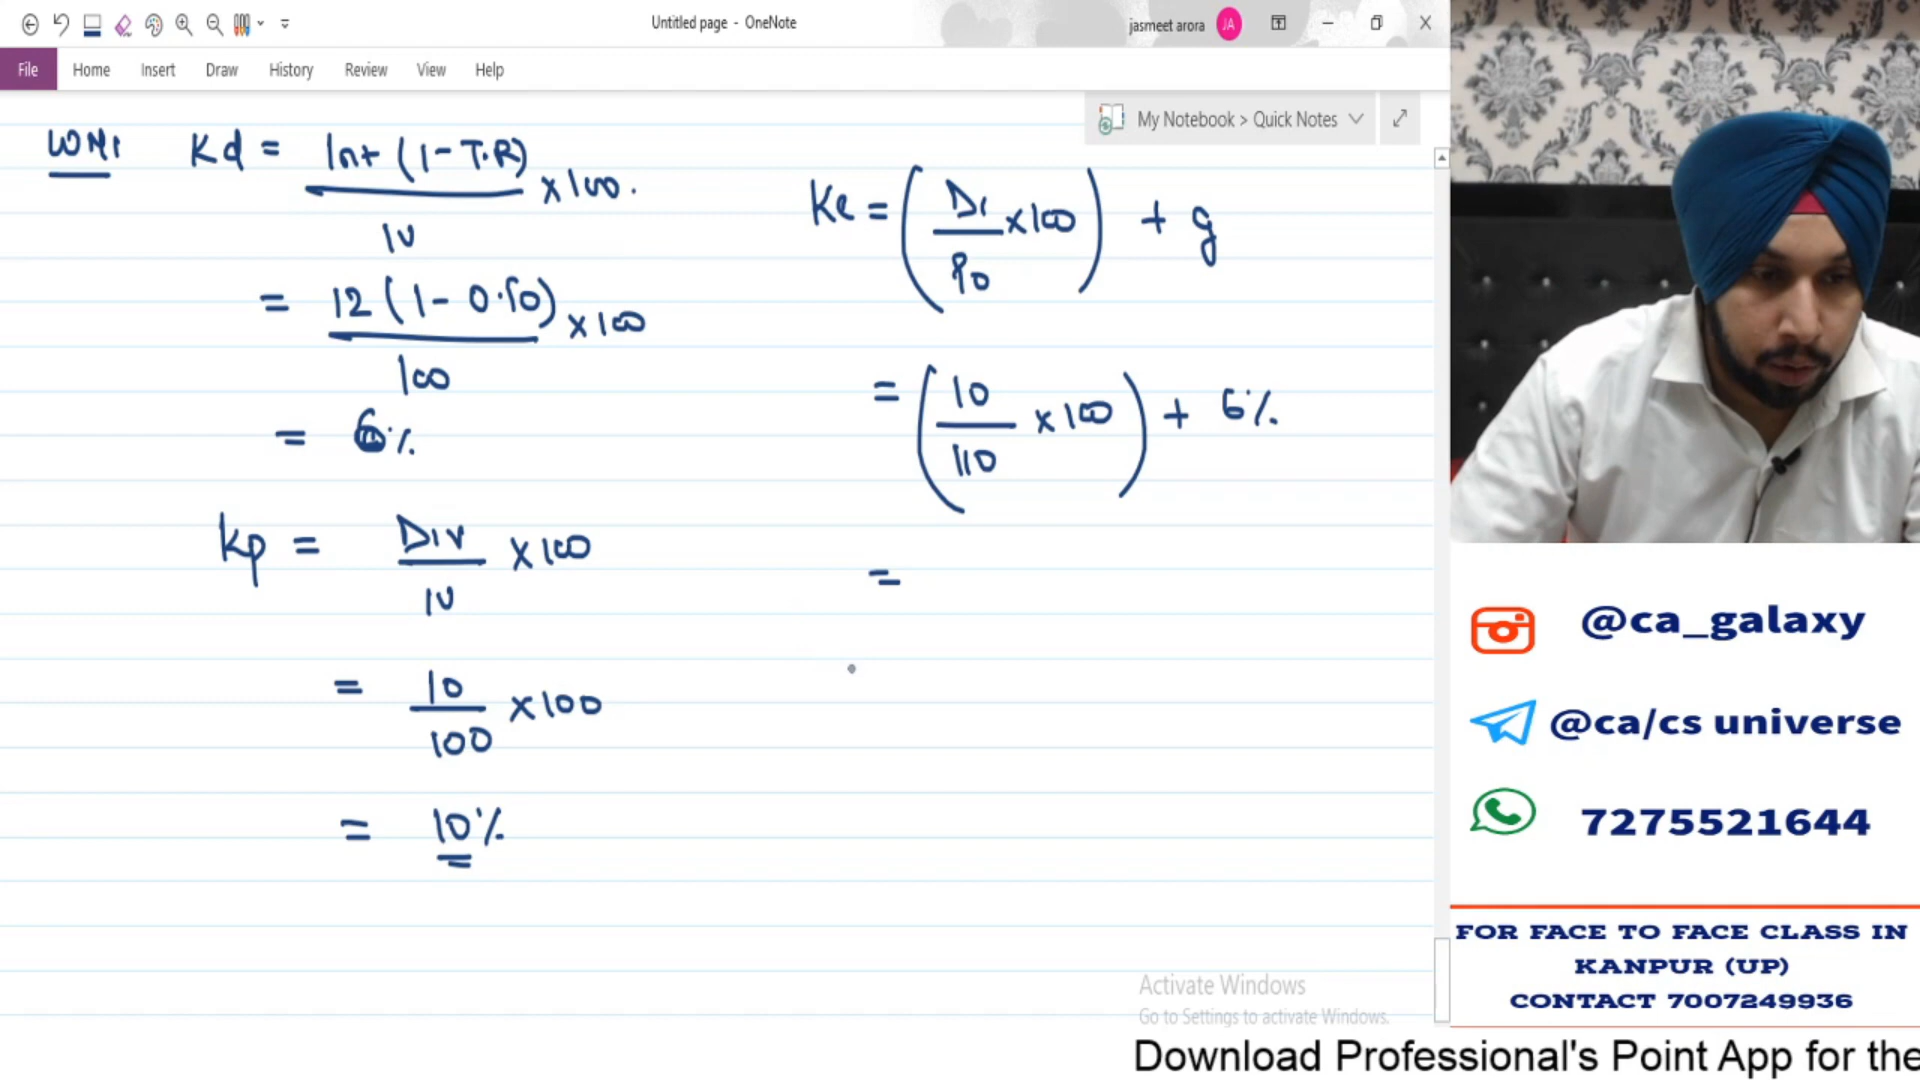 Untitled page - OneNote
jasmeet arora JA
File Home Insert Draw History Review View Help
My Notebook > Quick Notes
WN1 Kd = Int (1 - T.R) / IV × 100.
= 12 (1 - 0.50) / 100 × 100
= 6%
Kp = Div / IV × 100
= 10 / 100 × 100
= 10%
Ke = (D1 / P0 × 100) + g
= (10 / 110 × 100) + 6%
=
Activate Windows
Go to Settings to activate Windows.
@ca_galaxy
@ca/cs universe
7275521644
FOR FACE TO FACE CLASS IN
KANPUR (UP)
CONTACT 7007249936
Download Professional's Point App for the